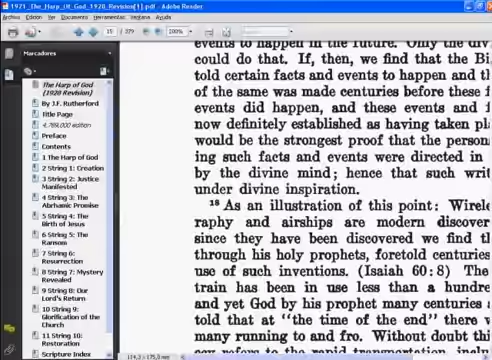 1921_The_Harp_of_God_1928_Revision[1].pdf - Adobe Reader
Archivo Edición Ver Documento Herramientas Ventana Ayuda
15 / 379 200%
Marcadores
The Harp of God
(1928 Revision)
By J.F. Rutherford
Title Page
4,789,000 edition
Preface
Contents
1 The Harp of God
2 String 1: Creation
3 String 2: Justice
Manifested
4 String 3: The
Abrhamic Promise
5 String 4: The
Birth of Jesus
6 String 5: The
Ransom
7 String 6:
Resurrection
8 String 7: Mystery
Revealed
9 String 8: Our
Lord's Return
10 String 9:
Glorification of the
Church
11 String 10:
Restoration
Scripture Index
events to happen in the future. Only the div
could do that. If, then, we find that the Bi
told certain facts and events to happen and th
of the same was made centuries before these f
events did happen, and these events and f
now definitely established as having taken pl
would be the strongest proof that the person
ing such facts and events were directed in
by the divine mind; hence that such writ
under divine inspiration.
18 As an illustration of this point: Wirele
raphy and airships are modern discover
since they have been discovered we find th
through his holy prophets, foretold centuries
use of such inventions. (Isaiah 60:8) The
train has been in use less than a hundre
and yet God by his prophet many centuries
told that at "the time of the end" there w
many running to and fro. Without doubt thi